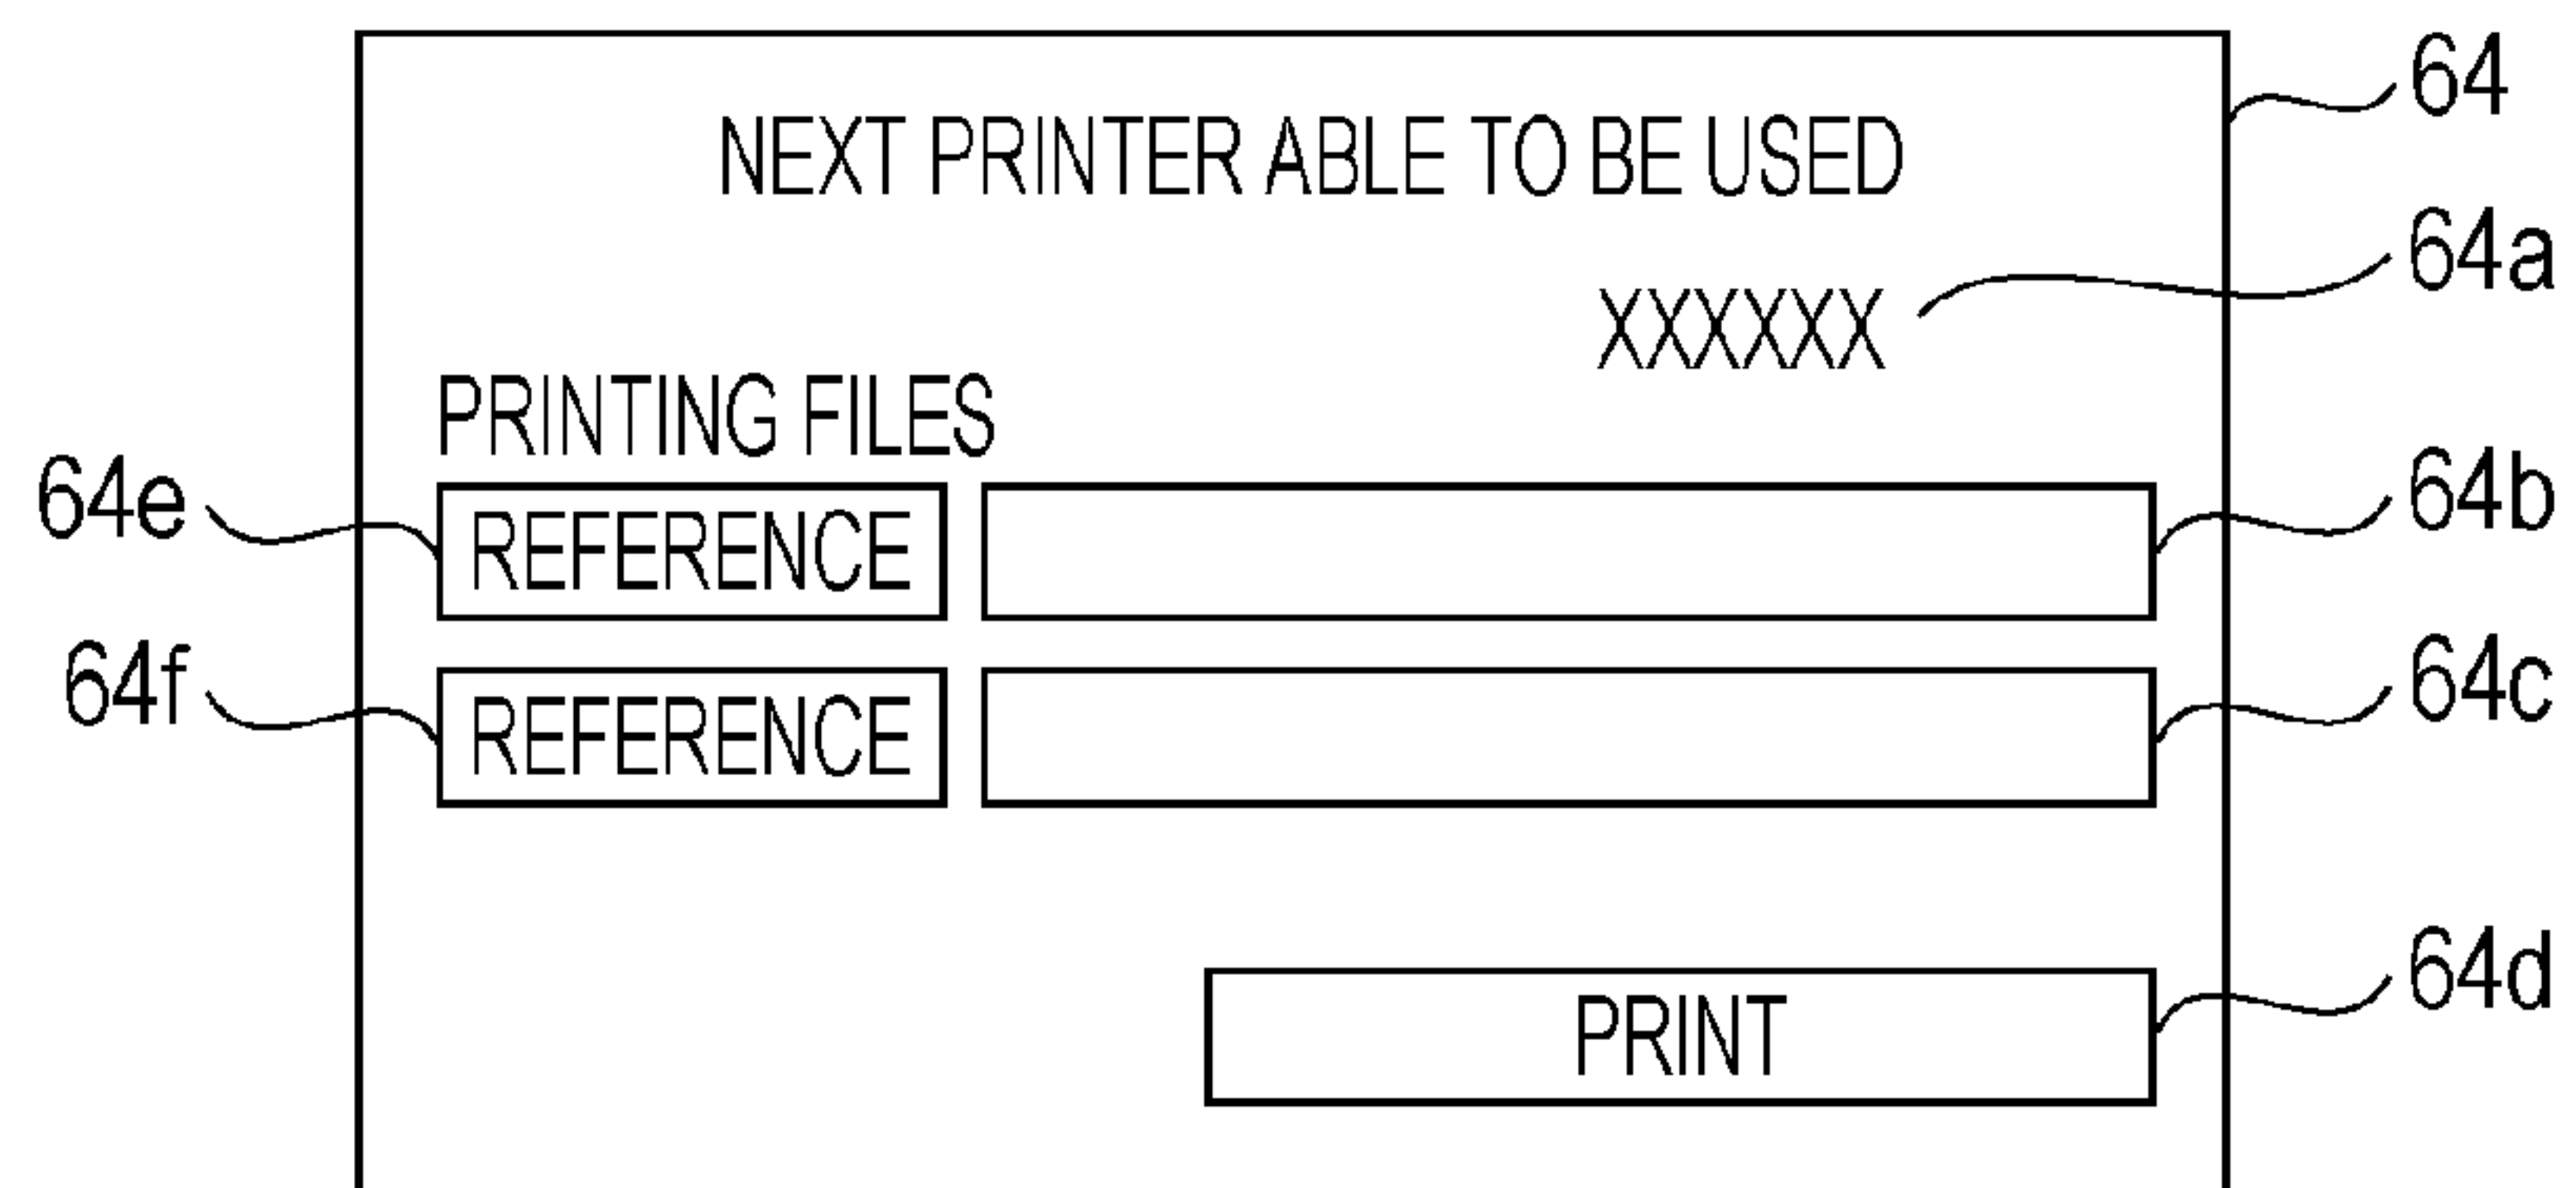 64
NEXT PRINTER ABLE TO BE USED
64a
XXXXXX
PRINTING FILES
64e REFERENCE 64b
64f REFERENCE 64c
PRINT 64d